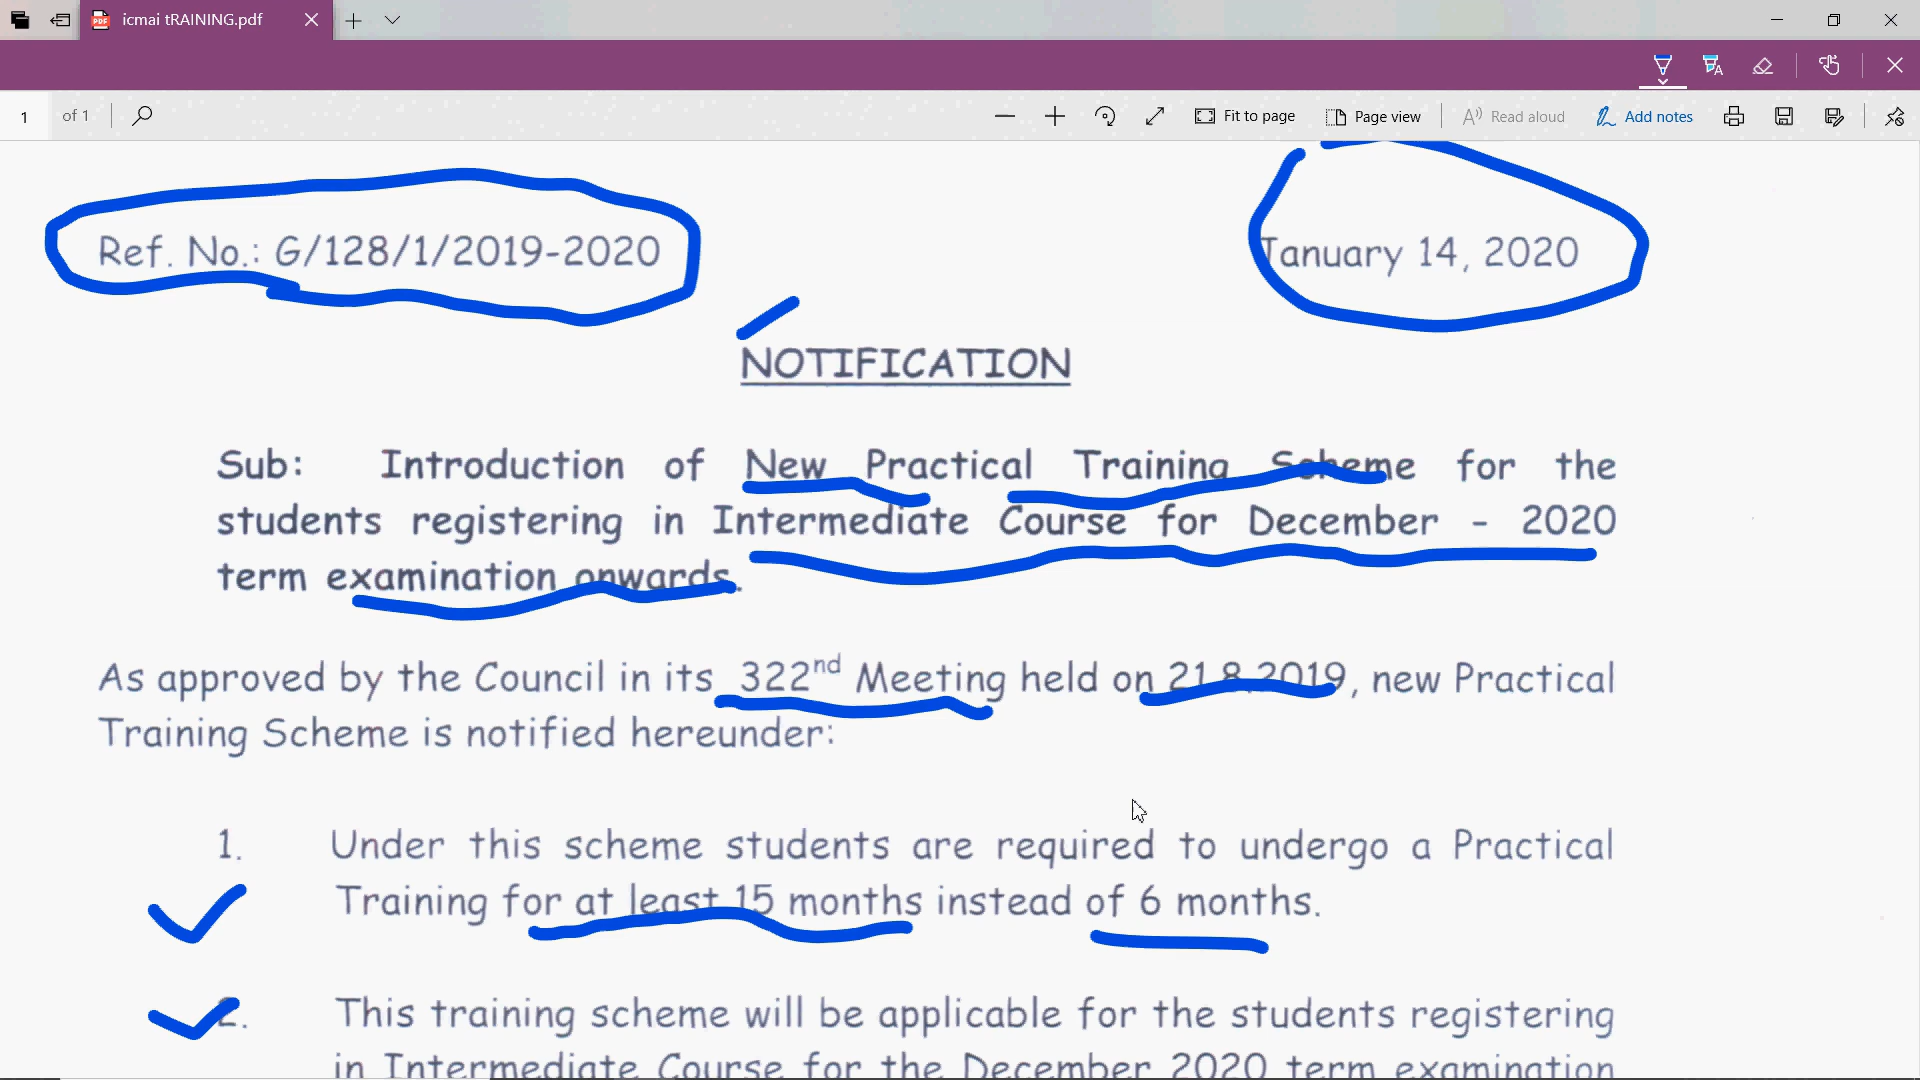 icmai tRAINING.pdf
1 of 1
Fit to page
Page view
Read aloud
Add notes
Ref. No.: G/128/1/2019-2020
January 14, 2020
NOTIFICATION
Sub: Introduction of New Practical Training Scheme for the
students registering in Intermediate Course for December - 2020
term examination onwards.
As approved by the Council in its 322nd Meeting held on 21.8.2019, new Practical
Training Scheme is notified hereunder:
1. Under this scheme students are required to undergo a Practical
Training for at least 15 months instead of 6 months.
2. This training scheme will be applicable for the students registering
in Intermediate Course for the December 2020 term examination